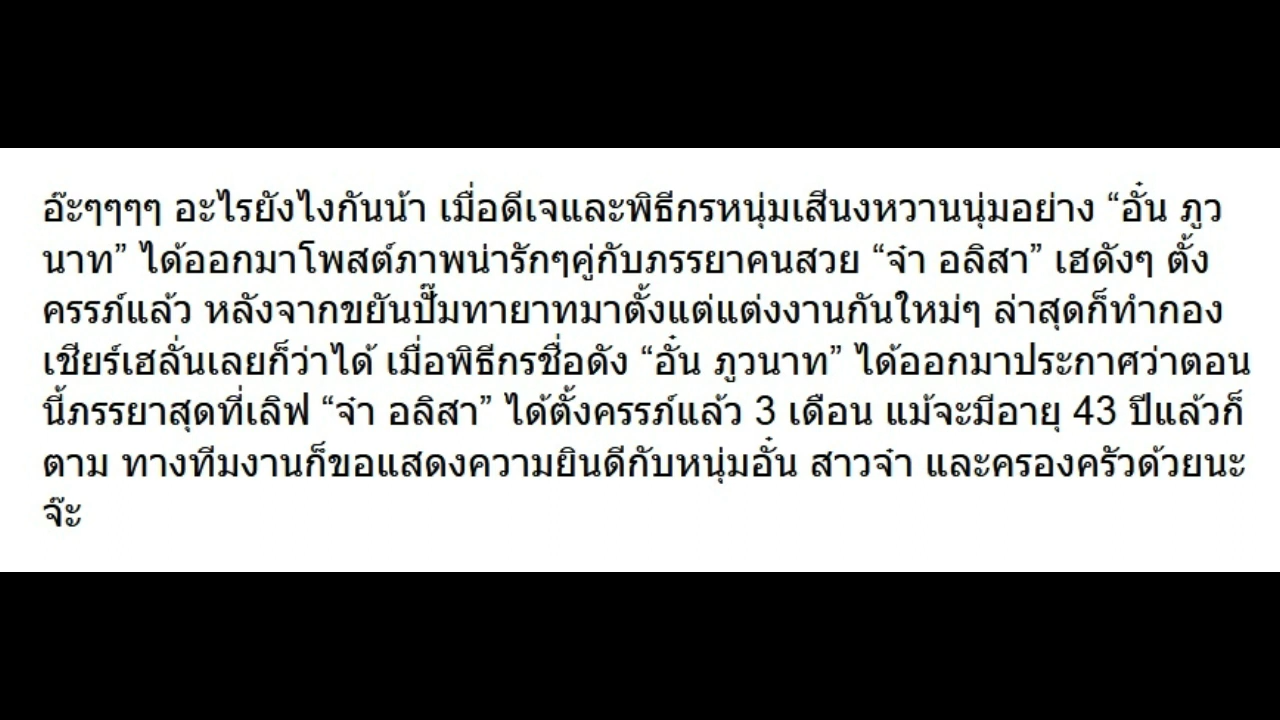 อ๊ะๆๆๆๆ อะไรยังไงกันน้า เมื่อดีเจและพิธีกรหนุ่มเสีนงหวานนุ่มอย่าง “อั๋น ภูว
นาท” ได้ออกมาโพสต์ภาพน่ารักๆคู่กับภรรยาคนสวย “จ๋า อลิสา” เฮดังๆ ตั้ง
ครรภ์แล้ว หลังจากขยันปั๊มทายาทมาตั้งแต่แต่งงานกันใหม่ๆ ล่าสุดก็ทำกอง
เชียร์เฮลั่นเลยก็ว่าได้ เมื่อพิธีกรชื่อดัง “อั๋น ภูวนาท” ได้ออกมาประกาศว่าตอน
นี้ภรรยาสุดที่เลิฟ “จ๋า อลิสา” ได้ตั้งครรภ์แล้ว 3 เดือน แม้จะมีอายุ 43 ปีแล้วก็
ตาม ทางทีมงานก็ขอแสดงความยินดีกับหนุ่มอั๋น สาวจ๋า และครองครัวด้วยนะ
จ๊ะ